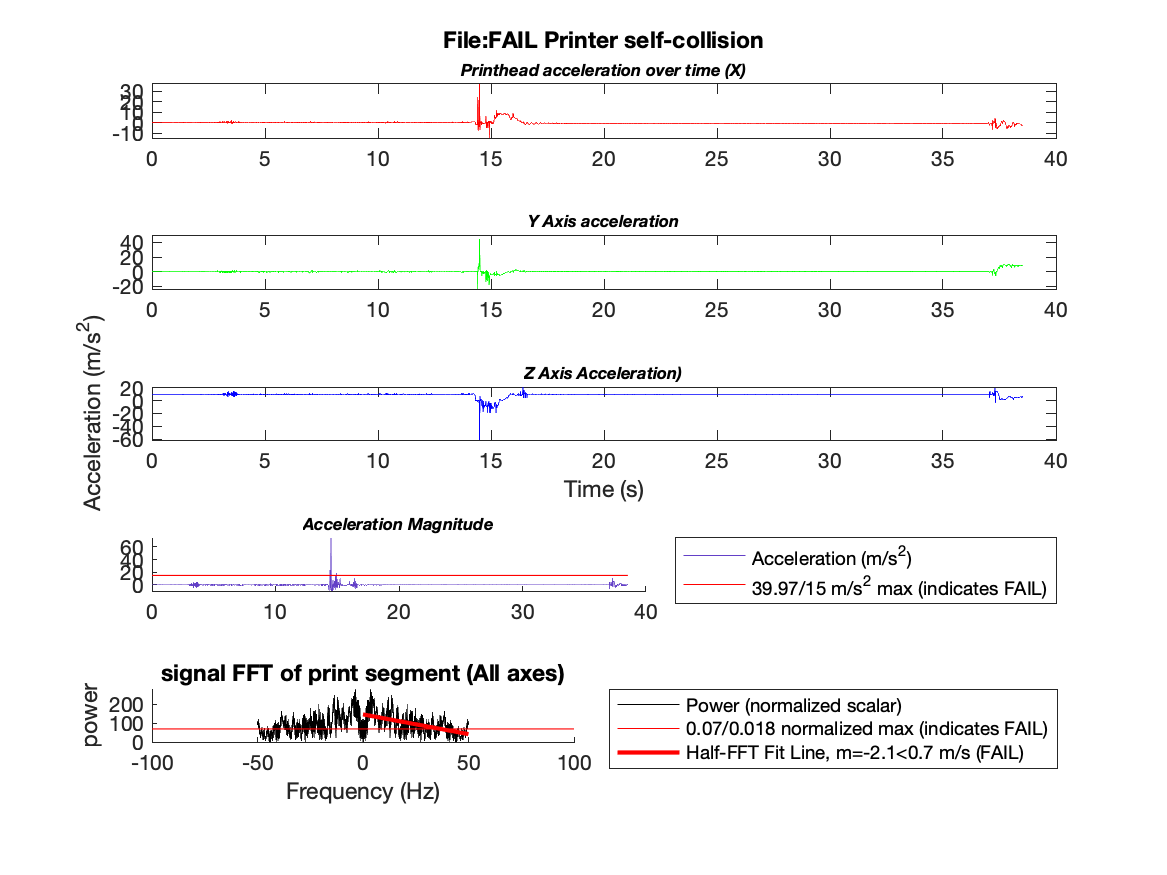 File:FAIL Printer self-collision
Printhead acceleration over time (X)
30
20
10
0
-10
0 5 10 15 20 25 30 35 40
Y Axis acceleration
40
20
0
-20
0 5 10 15 20 25 30 35 40
Acceleration (m/s2)
Z Axis Acceleration)
20
0
-20
-40
-60
0 5 10 15 20 25 30 35 40
Time (s)
Acceleration Magnitude
60
40
20
0
0 10 20 30 40
Acceleration (m/s2)
39.97/15 m/s2 max (indicates FAIL)
signal FFT of print segment (All axes)
power
200
100
0
-100 -50 0 50 100
Frequency (Hz)
Power (normalized scalar)
0.07/0.018 normalized max (indicates FAIL)
Half-FFT Fit Line, m=-2.1<0.7 m/s (FAIL)